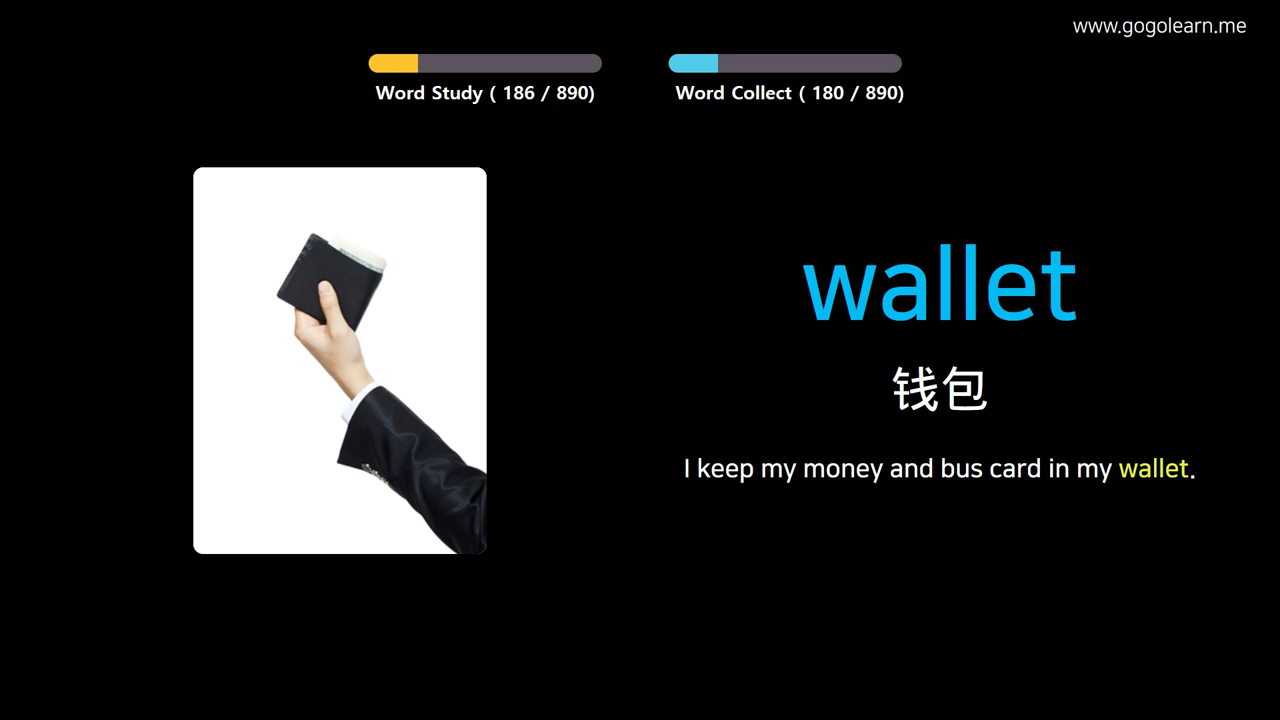 www.gogolearn.me
Word Study ( 186 / 890)
Word Collect ( 180 / 890)
wallet
钱包
I keep my money and bus card in my wallet.